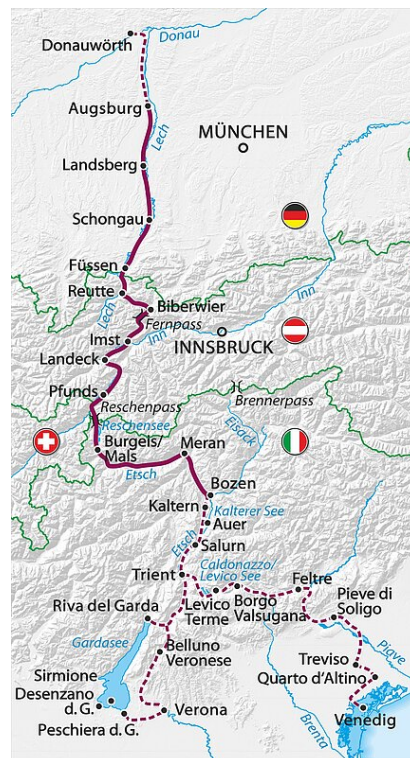 Donauwörth
Donau
Augsburg
Lech
MÜNCHEN
Landsberg
Schongau
Füssen
Reutte
Biberwier
Lech
Fernpass
Inn
Imst
Inn
INNSBRUCK
Landeck
Pfunds
Reschenpass
Brennerpass
Reschensee
Burgeis/
Mals
Meran
Eisack
Etsch
Bozen
Kaltern
Kalterer See
Auer
Etsch
Salurn
Caldonazzo/
Levico See
Trient
Feltre
Levico
Terme
Borgo
Valsugana
Pieve di
Soligo
Riva del Garda
Gardasee
Belluno
Veronese
Piave
Treviso
Quarto d'Altino
Sirmione
Desenzano
d. G.
Peschiera d. G.
Verona
Brenta
Venedig